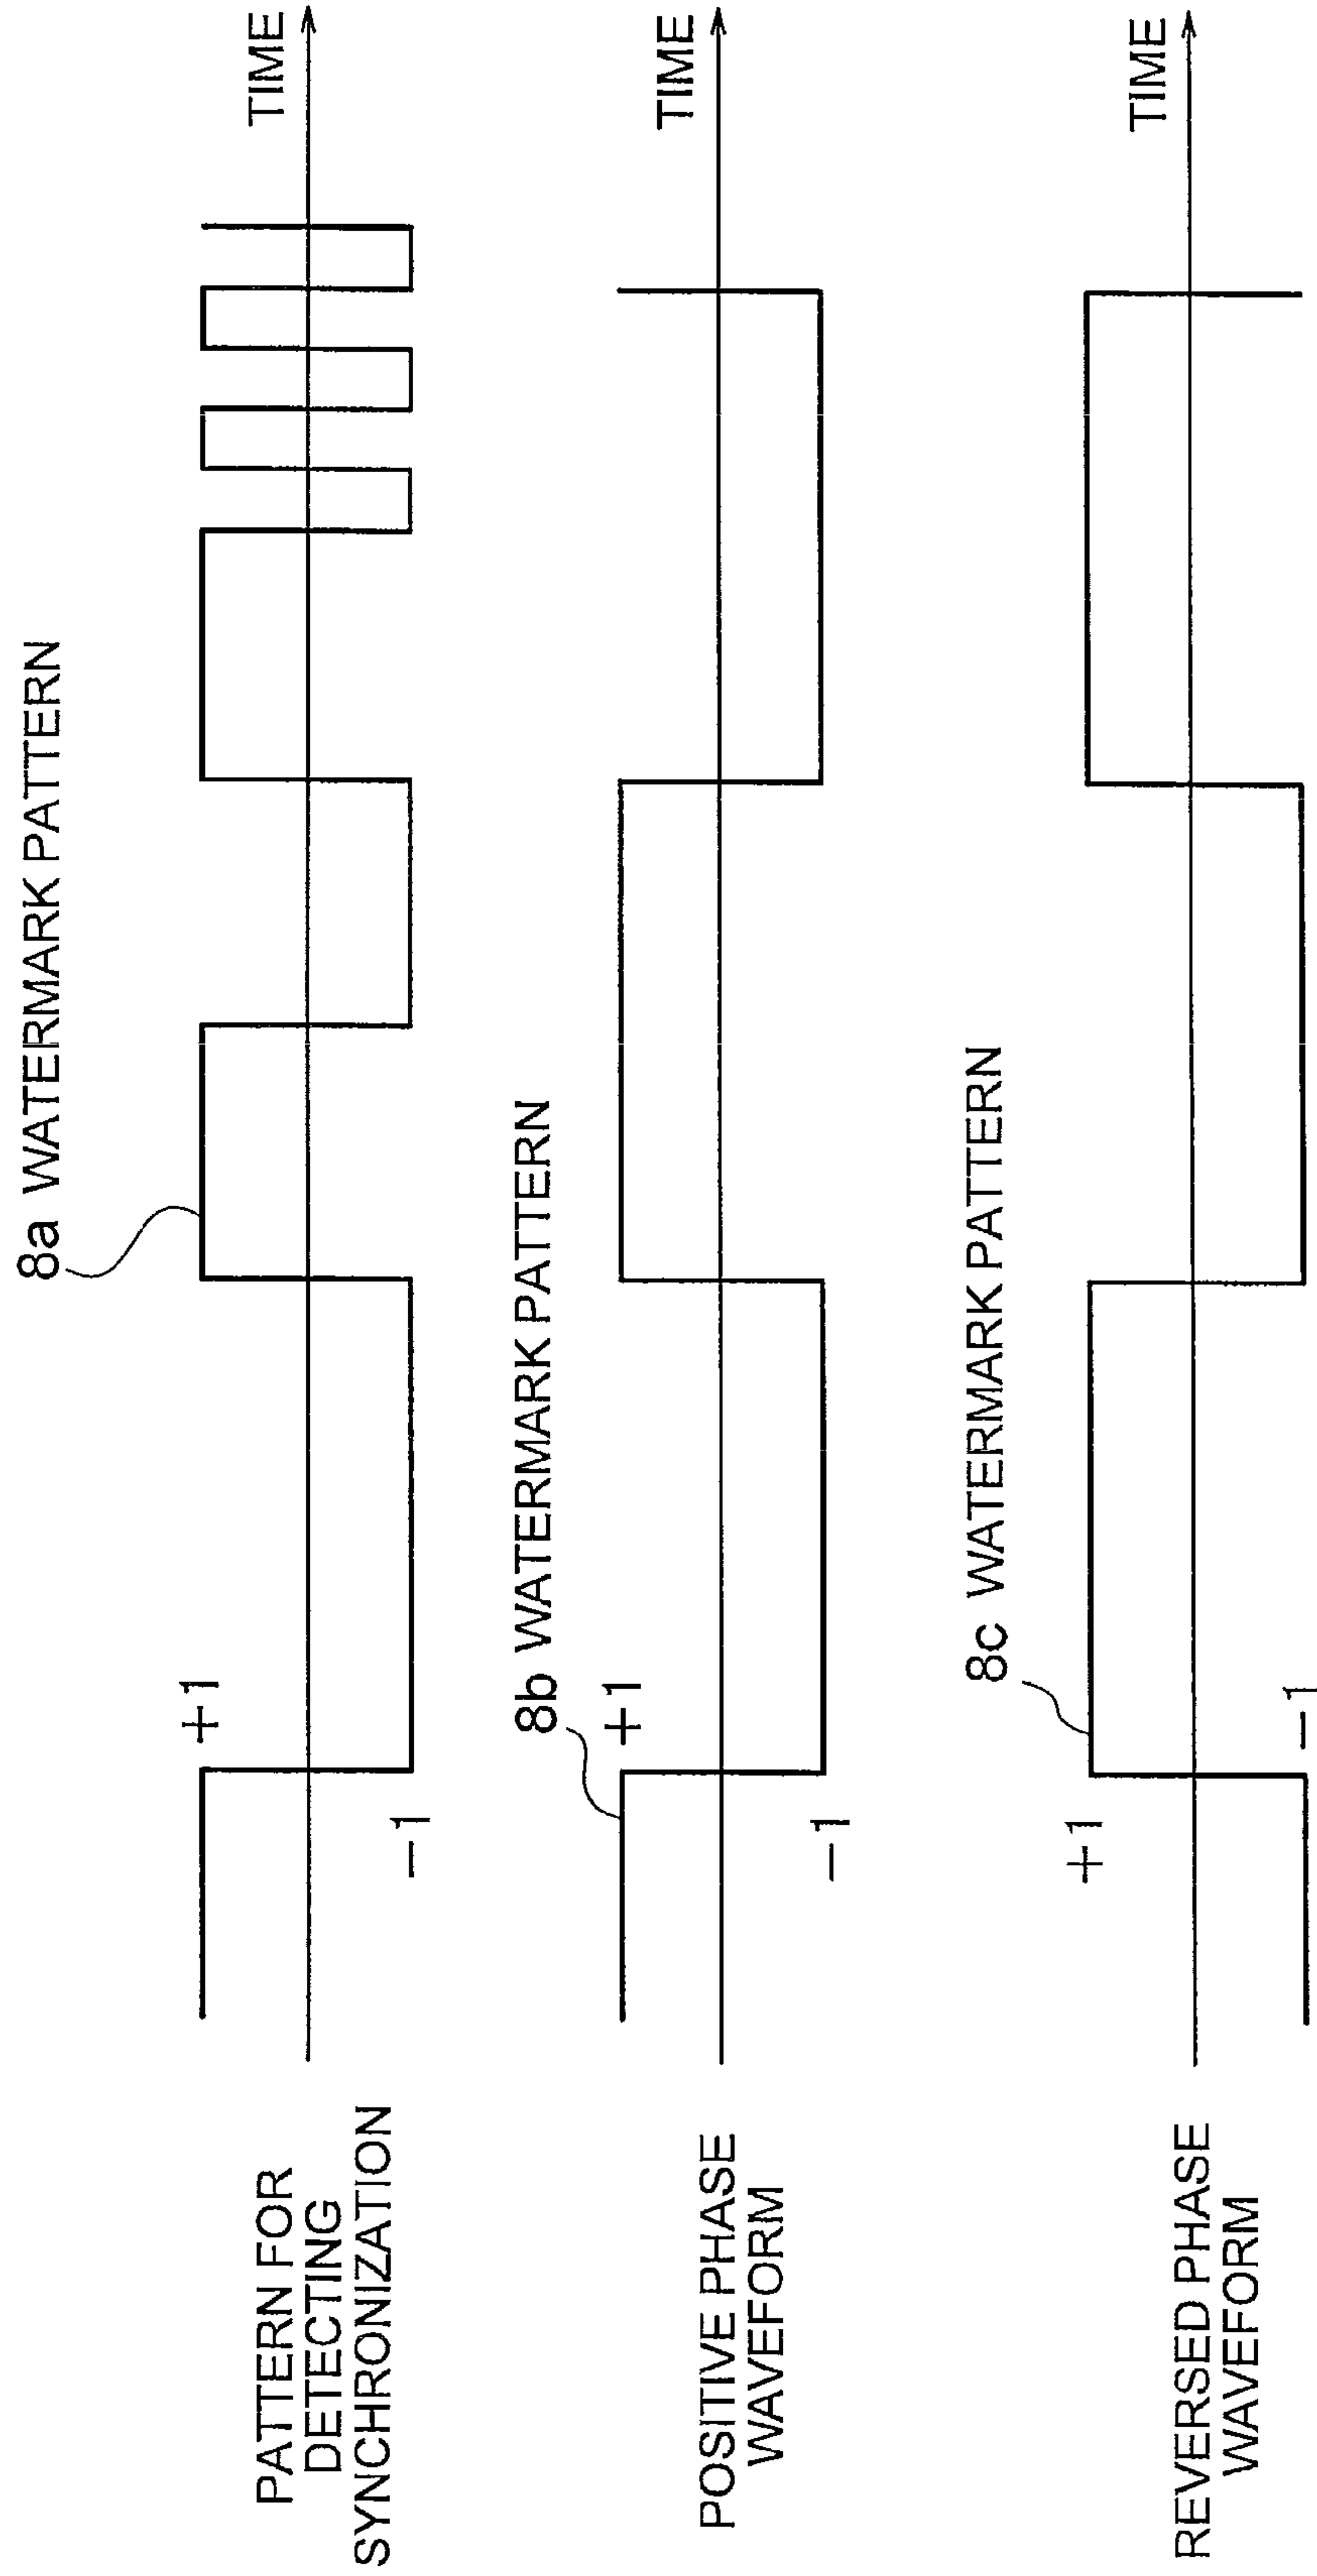 8a WATERMARK PATTERN
PATTERN FOR
DETECTING
SYNCHRONIZATION
+1
−1
TIME
8b WATERMARK PATTERN
POSITIVE PHASE
WAVEFORM
+1
−1
TIME
8c WATERMARK PATTERN
REVERSED PHASE
WAVEFORM
+1
−1
TIME